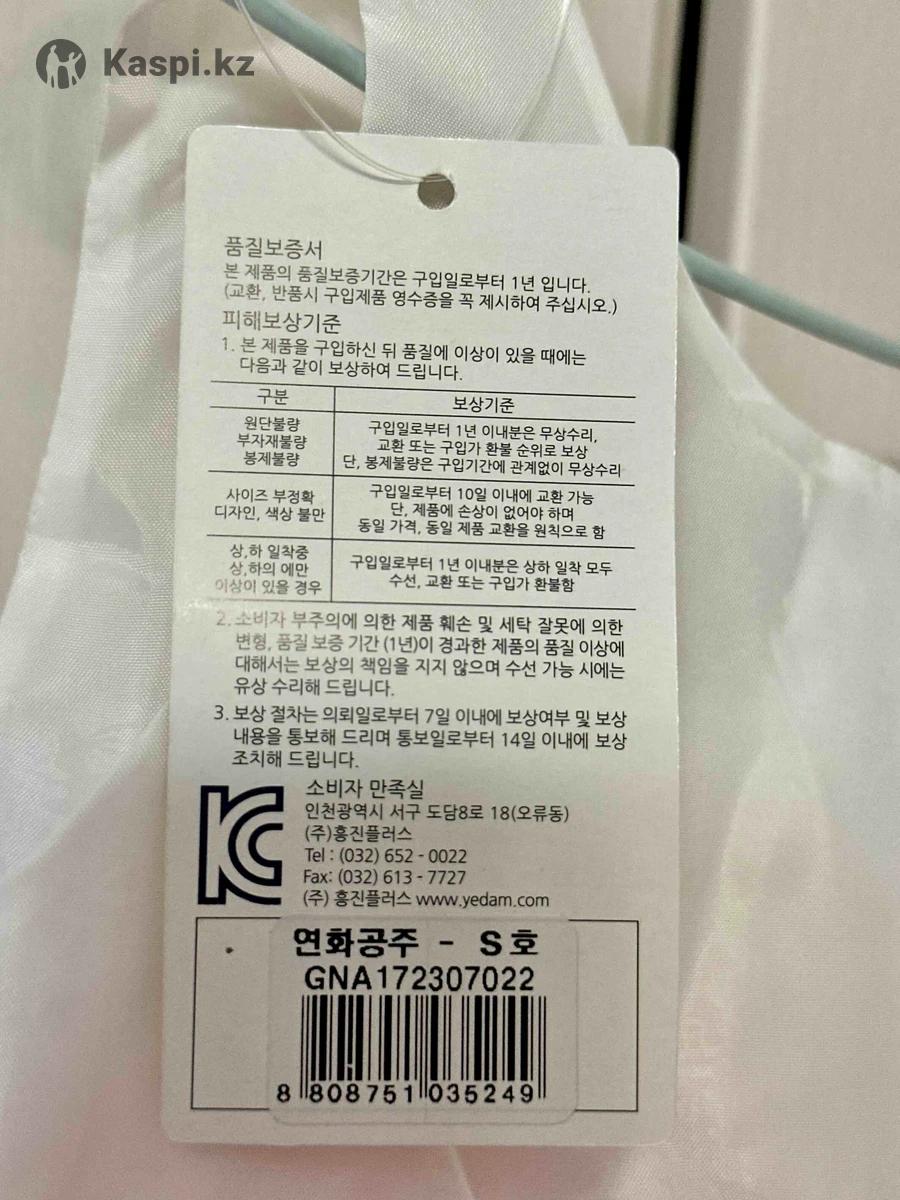 Kaspi.kz
품질보증서
본 제품의 품질보증기간은 구입일로부터 1년 입니다.
(교환, 반품시 구입제품 영수증을 꼭 제시하여 주십시오.)
피해보상기준
1. 본 제품을 구입하신 뒤 품질에 이상이 있을 때에는
다음과 같이 보상하여 드립니다.
구분 보상기준
원단불량
부자재불량
봉제불량
구입일로부터 1년 이내분은 무상수리,
교환 또는 구입가 환불 순위로 보상
단, 봉제불량은 구입기간에 관계없이 무상수리
사이즈 부정확
디자인, 색상 불만
구입일로부터 10일 이내에 교환 가능
단, 제품에 손상이 없어야 하며
동일 가격, 동일 제품 교환을 원칙으로 함
상,하 일착중
상,하의 에만
이상이 있을 경우
구입일로부터 1년 이내분은 상하 일착 모두
수선, 교환 또는 구입가 환불함
2. 소비자 부주의에 의한 제품 훼손 및 세탁 잘못에 의한
변형, 품질 보증 기간 (1년)이 경과한 제품의 품질 이상에
대해서는 보상의 책임을 지지 않으며 수선 가능 시에는
유상 수리해 드립니다.
3. 보상 절차는 의뢰일로부터 7일 이내에 보상여부 및 보상
내용을 통보해 드리며 통보일로부터 14일 이내에 보상
조치해 드립니다.
소비자 만족실
인천광역시 서구 도담8로 18(오류동)
(주)홍진플러스
Tel : (032) 652 - 0022
Fax: (032) 613 - 7727
(주) 홍진플러스 www.yedam.com
KC
연화공주 - S호
GNA172307022
8 808751 035249